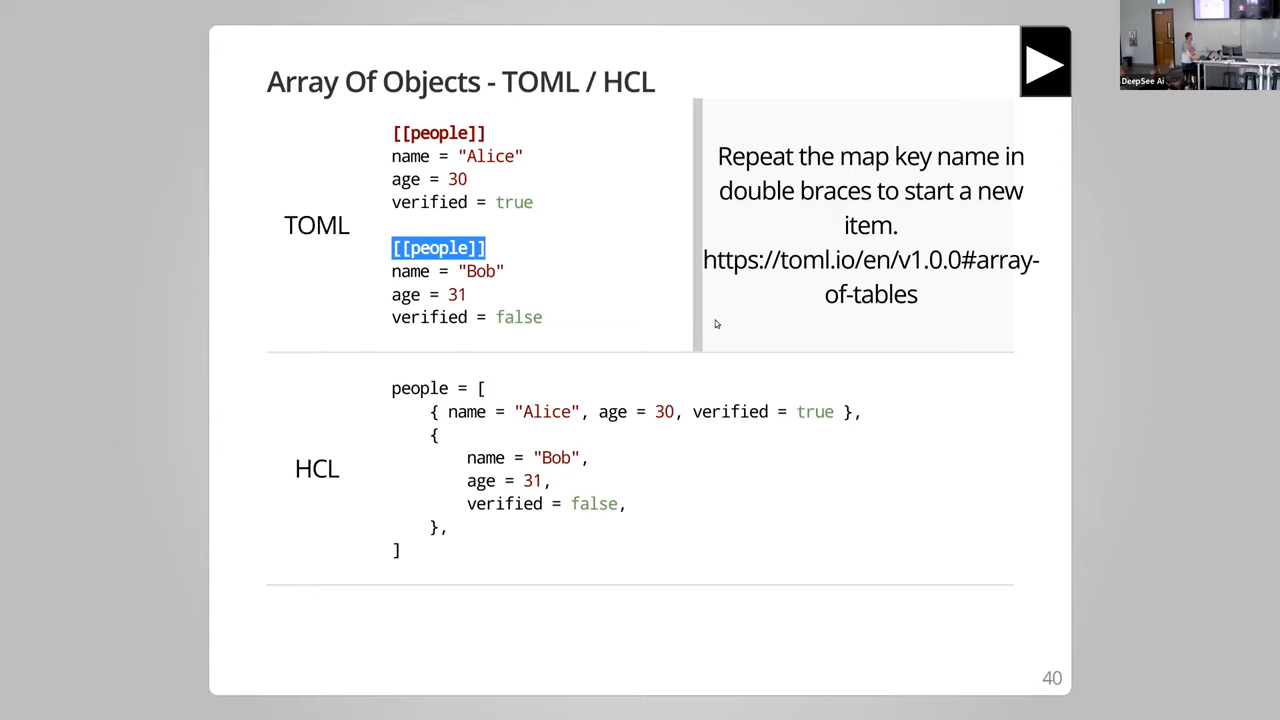 Array Of Objects - TOML / HCL
TOML
[[people]]
name = "Alice"
age = 30
verified = true
[[people]]
name = "Bob"
age = 31
verified = false
Repeat the map key name in
double braces to start a new
item.
https://toml.io/en/v1.0.0#array-
of-tables
HCL
people = [
{ name = "Alice", age = 30, verified = true },
{
name = "Bob",
age = 31,
verified = false,
},
]
40
DeepSee Ai